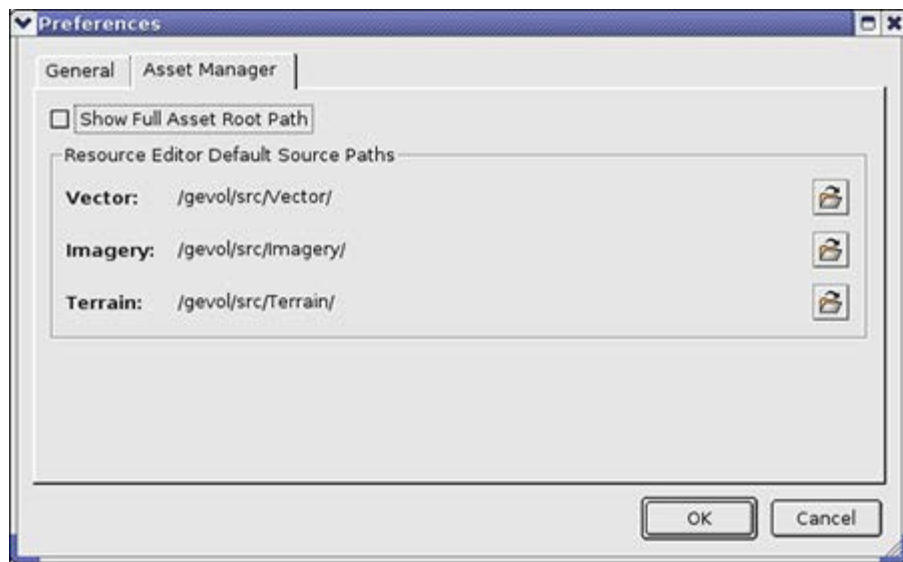 Preferences
General Asset Manager
Show Full Asset Root Path
Resource Editor Default Source Paths
Vector: /gevol/src/Vector/
Imagery: /gevol/src/Imagery/
Terrain: /gevol/src/Terrain/
OK Cancel